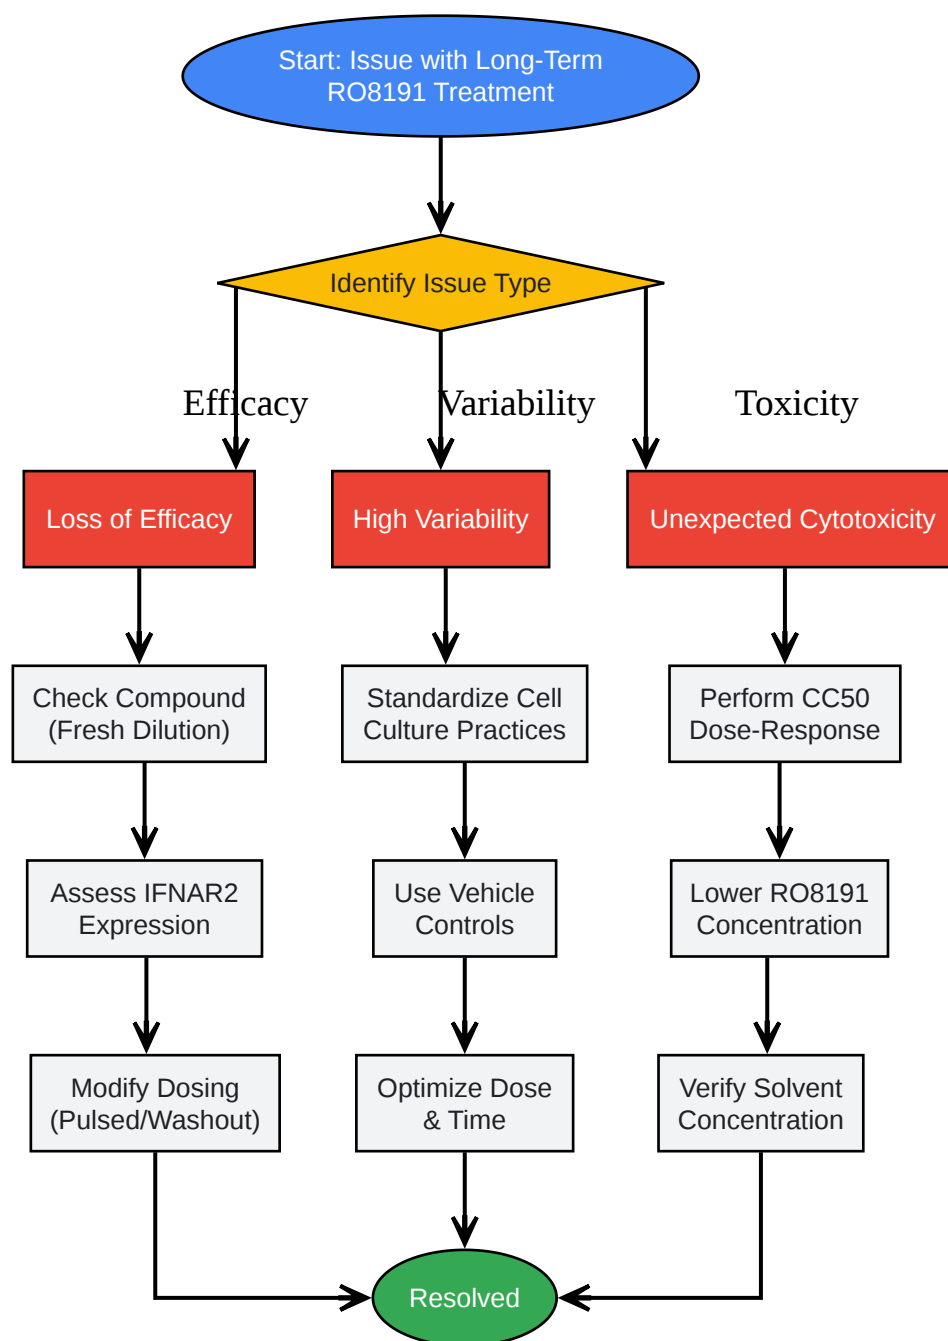 Start: Issue with Long-Term
RO8191 Treatment
Identify Issue Type
Efficacy
Variability
Toxicity
Loss of Efficacy
High Variability
Unexpected Cytotoxicity
Check Compound
(Fresh Dilution)
Standardize Cell
Culture Practices
Perform CC50
Dose-Response
Assess IFNAR2
Expression
Use Vehicle
Controls
Lower RO8191
Concentration
Modify Dosing
(Pulsed/Washout)
Optimize Dose
& Time
Verify Solvent
Concentration
Resolved